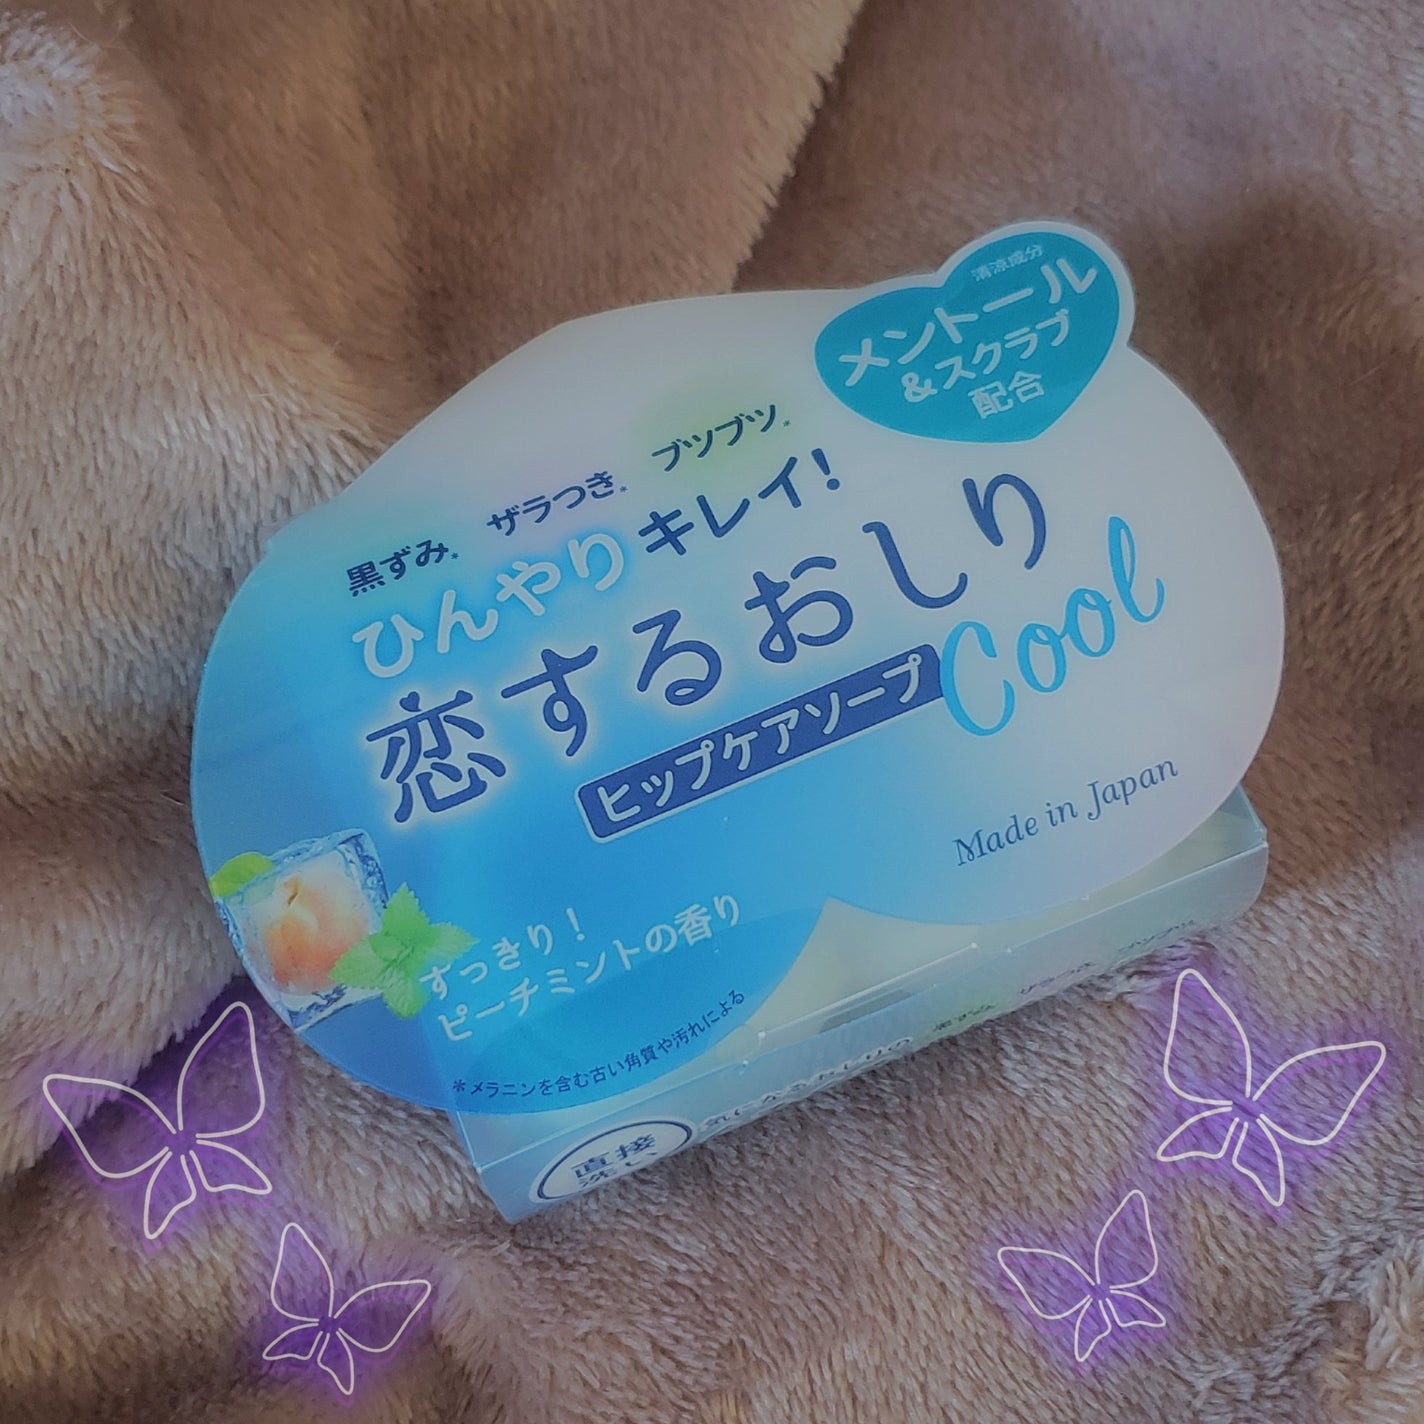 清涼成分
メントール
&スクラブ
配合
黒ずみ* ザラつき* ブツブツ*
ひんやりキレイ!
恋するおしり
ヒップケアソープ
Cool
Made in Japan
すっきり!
ピーチミントの香り
*メラニンを含む古い角質や汚れによる
直接
洗い